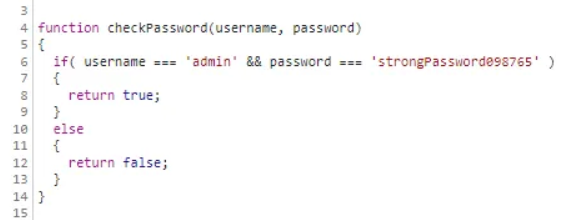 3
4 function checkPassword(username, password)
5 {
6 if( username === 'admin' && password === 'strongPassword098765' )
7 {
8 return true;
9 }
10 else
11 {
12 return false;
13 }
14 }
15